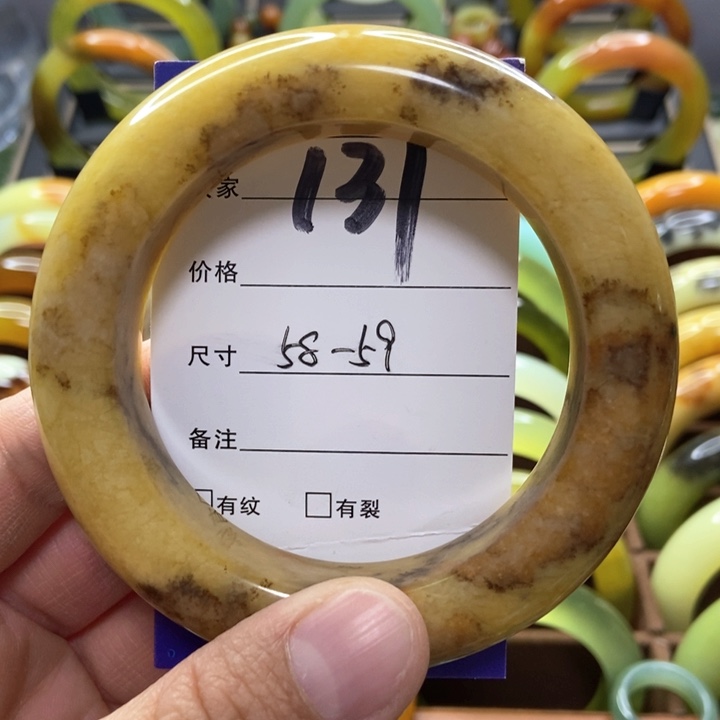 家 131
价格
尺寸 58-59
备注
□有纹 □有裂